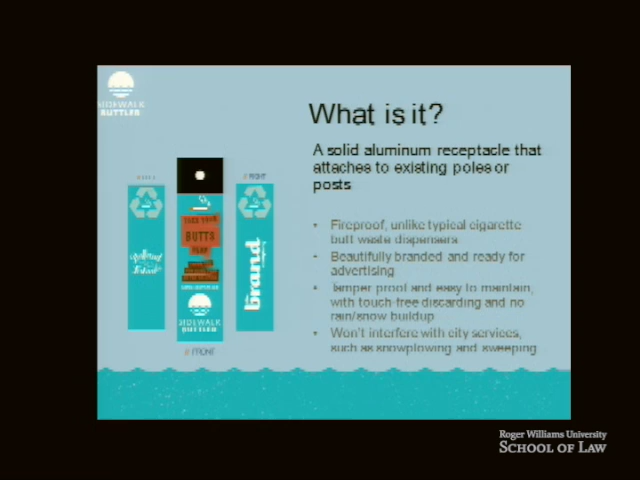 SIDEWALK
BUTTLER
What is it?
A solid aluminum receptacle that
attaches to existing poles or
posts
• Fireproof, unlike typical cigarette
butt waste dispensers
• Beautifully branded and ready for
advertising
• Tamper proof and easy to maintain,
with touch-free discarding and no
rain/snow buildup
• Won't interfere with city services,
such as snowplowing and sweeping
FRONT
BUTTS
brand
SIDEWALK
BUTTLER
FRONT
Roger Williams University
SCHOOL OF LAW